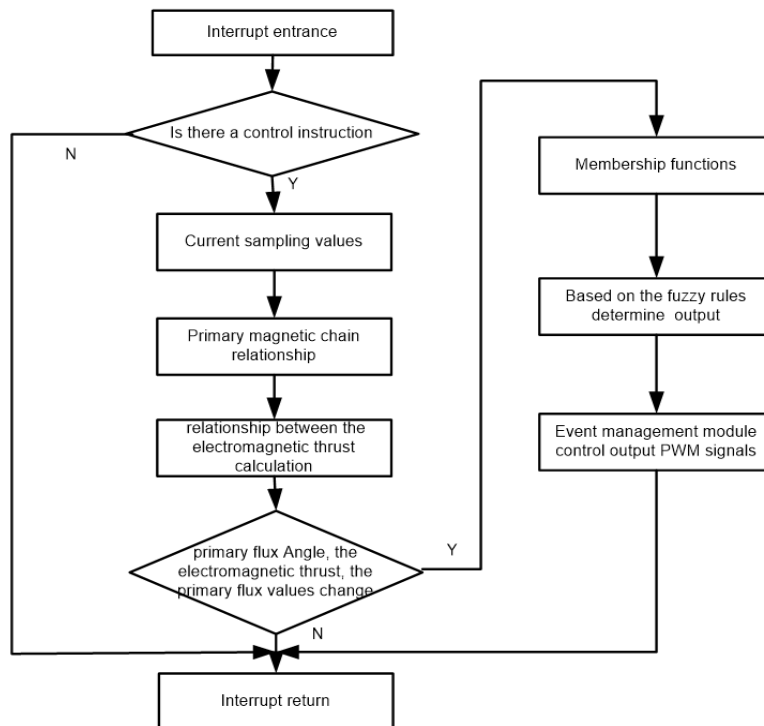 Interrupt entrance
Is there a control instruction
N
Y
Current sampling values
Primary magnetic chain
relationship
relationship between the
electromagnetic thrust
calculation
primary flux Angle, the
electromagnetic thrust, the
primary flux values change
Y
N
Membership functions
Based on the fuzzy rules
determine output
Event management module
control output PWM signals
Interrupt return